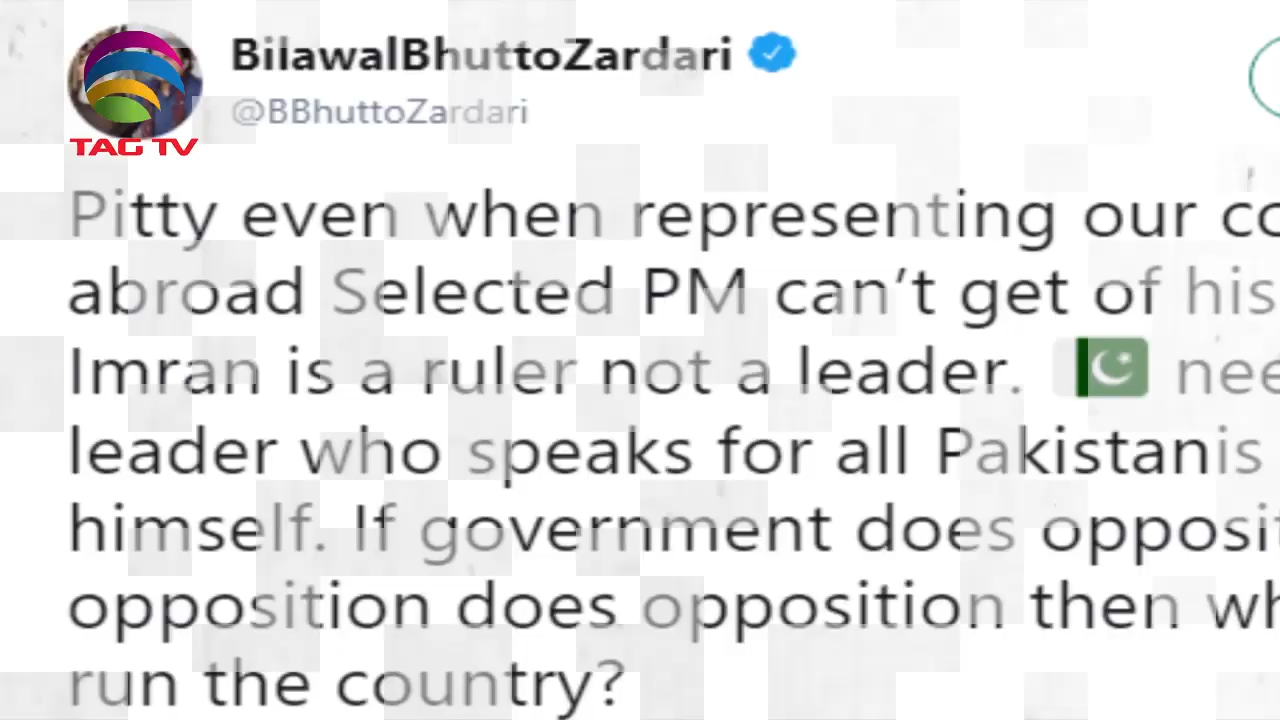 BilawalBhuttoZardari
@BBhuttoZardari
TAG TV
Pitty even when representing our co
abroad Selected PM can't get of his
Imran is a ruler not a leader. 🇵🇰 nee
leader who speaks for all Pakistanis
himself. If government does opposit
opposition does opposition then wh
run the country?